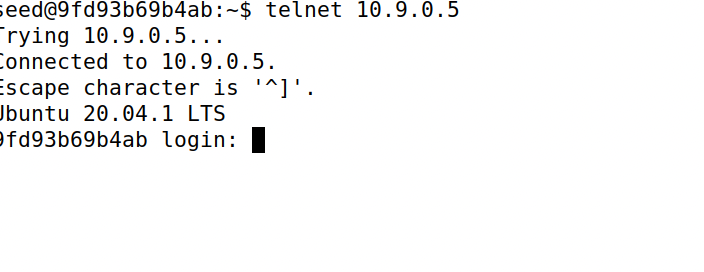 seed@9fd93b69b4ab:~$ telnet 10.9.0.5
Trying 10.9.0.5...
Connected to 10.9.0.5.
Escape character is '^]'.
Ubuntu 20.04.1 LTS
9fd93b69b4ab login: